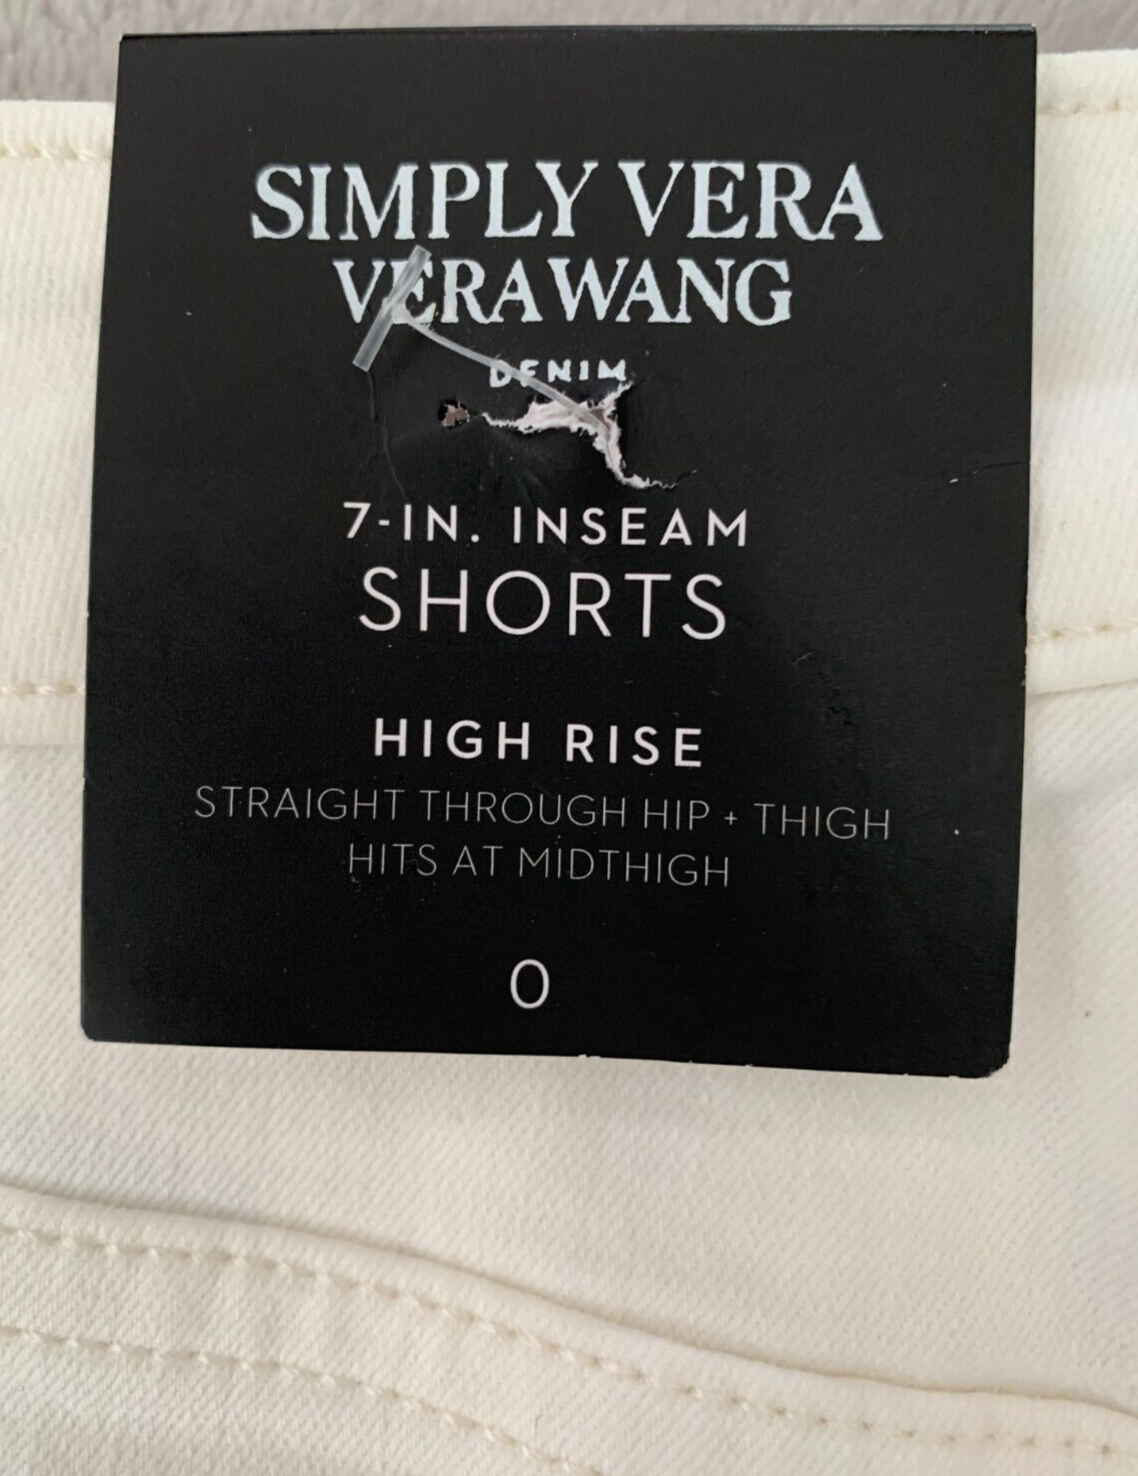 SIMPLY VERA
VERA WANG
DENIM
7-IN. INSEAM
SHORTS
HIGH RISE
STRAIGHT THROUGH HIP + THIGH
HITS AT MIDTHIGH
0